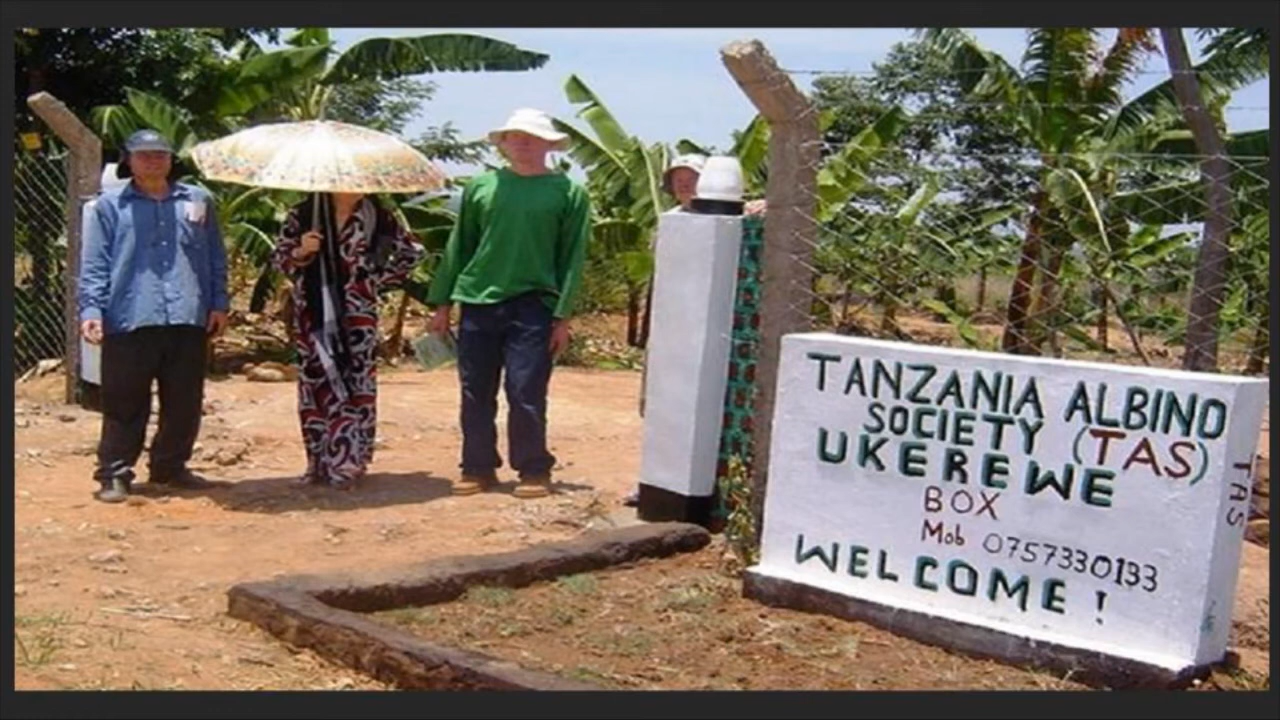 TANZANIA ALBINO
SOCIETY (TAS)
UKEREWE
BOX
Mob 0757330133
WELCOME!
TAS